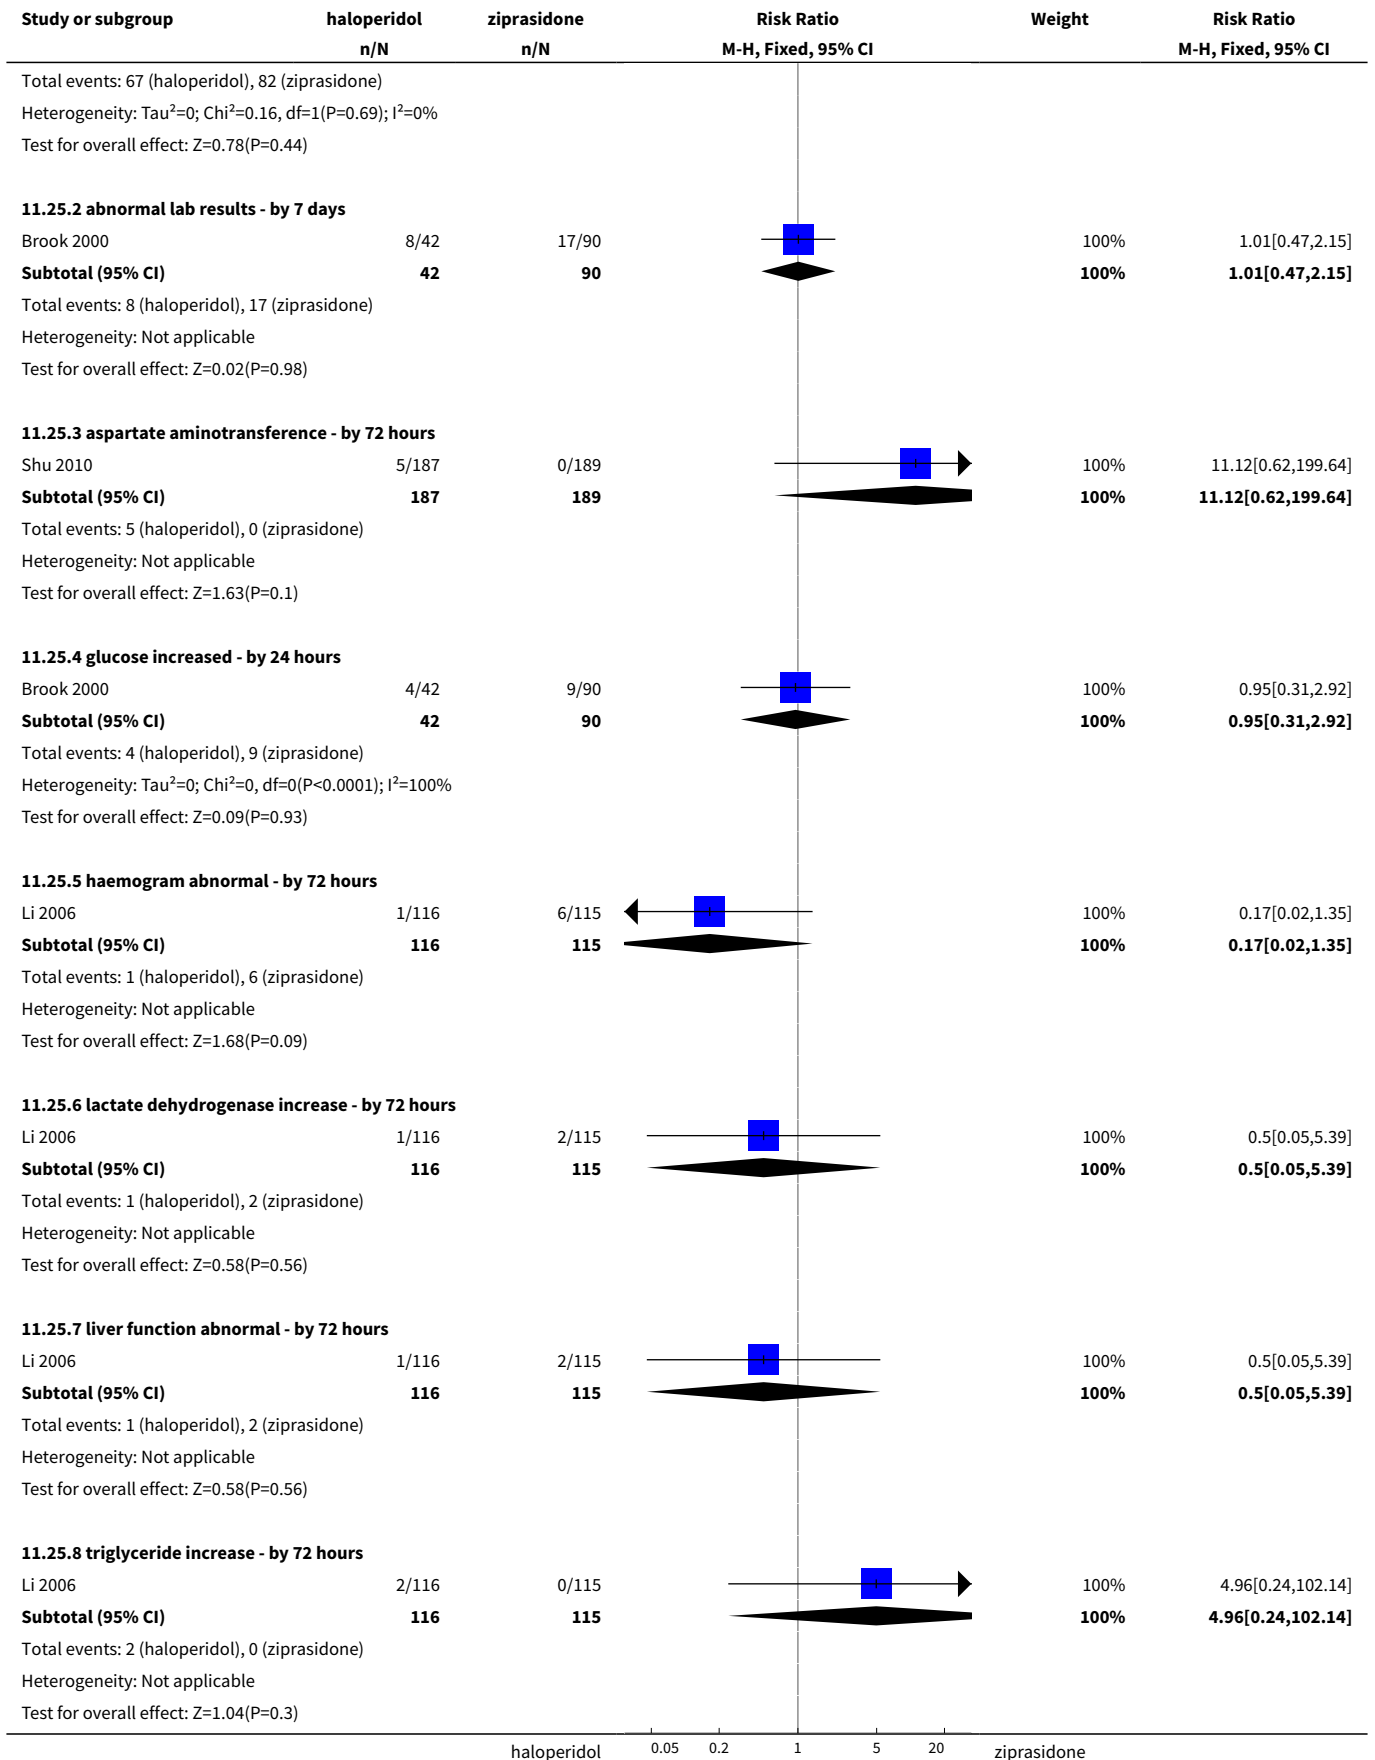 Study or subgroup haloperidol ziprasidone Risk Ratio Weight Risk Ratio
n/N n/N M-H, Fixed, 95% CI M-H, Fixed, 95% CI
Total events: 67 (haloperidol), 82 (ziprasidone)
Heterogeneity: Tau²=0; Chi²=0.16, df=1(P=0.69); I²=0%
Test for overall effect: Z=0.78(P=0.44)
11.25.2 abnormal lab results - by 7 days
Brook 2000 8/42 17/90 100% 1.01[0.47,2.15]
Subtotal (95% CI) 42 90 100% 1.01[0.47,2.15]
Total events: 8 (haloperidol), 17 (ziprasidone)
Heterogeneity: Not applicable
Test for overall effect: Z=0.02(P=0.98)
11.25.3 aspartate aminotransference - by 72 hours
Shu 2010 5/187 0/189 100% 11.12[0.62,199.64]
Subtotal (95% CI) 187 189 100% 11.12[0.62,199.64]
Total events: 5 (haloperidol), 0 (ziprasidone)
Heterogeneity: Not applicable
Test for overall effect: Z=1.63(P=0.1)
11.25.4 glucose increased - by 24 hours
Brook 2000 4/42 9/90 100% 0.95[0.31,2.92]
Subtotal (95% CI) 42 90 100% 0.95[0.31,2.92]
Total events: 4 (haloperidol), 9 (ziprasidone)
Heterogeneity: Tau²=0; Chi²=0, df=0(P<0.0001); I²=100%
Test for overall effect: Z=0.09(P=0.93)
11.25.5 haemogram abnormal - by 72 hours
Li 2006 1/116 6/115 100% 0.17[0.02,1.35]
Subtotal (95% CI) 116 115 100% 0.17[0.02,1.35]
Total events: 1 (haloperidol), 6 (ziprasidone)
Heterogeneity: Not applicable
Test for overall effect: Z=1.68(P=0.09)
11.25.6 lactate dehydrogenase increase - by 72 hours
Li 2006 1/116 2/115 100% 0.5[0.05,5.39]
Subtotal (95% CI) 116 115 100% 0.5[0.05,5.39]
Total events: 1 (haloperidol), 2 (ziprasidone)
Heterogeneity: Not applicable
Test for overall effect: Z=0.58(P=0.56)
11.25.7 liver function abnormal - by 72 hours
Li 2006 1/116 2/115 100% 0.5[0.05,5.39]
Subtotal (95% CI) 116 115 100% 0.5[0.05,5.39]
Total events: 1 (haloperidol), 2 (ziprasidone)
Heterogeneity: Not applicable
Test for overall effect: Z=0.58(P=0.56)
11.25.8 triglyceride increase - by 72 hours
Li 2006 2/116 0/115 100% 4.96[0.24,102.14]
Subtotal (95% CI) 116 115 100% 4.96[0.24,102.14]
Total events: 2 (haloperidol), 0 (ziprasidone)
Heterogeneity: Not applicable
Test for overall effect: Z=1.04(P=0.3)
haloperidol 0.05 0.2 1 5 20 ziprasidone